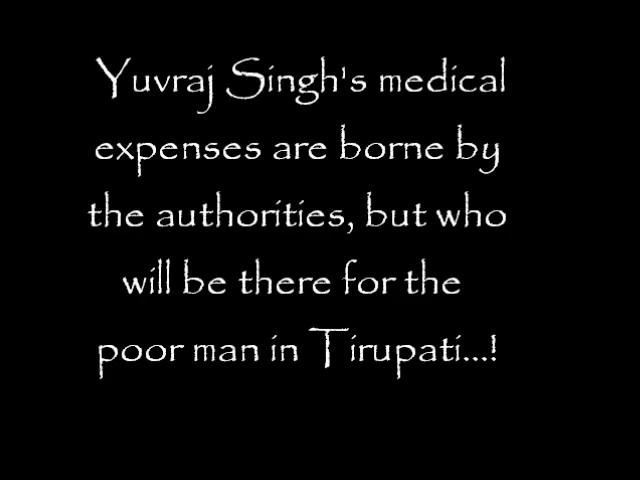 Yuvraj Singh's medical
expenses are borne by
the authorities, but who
will be there for the
poor man in Tirupati...!